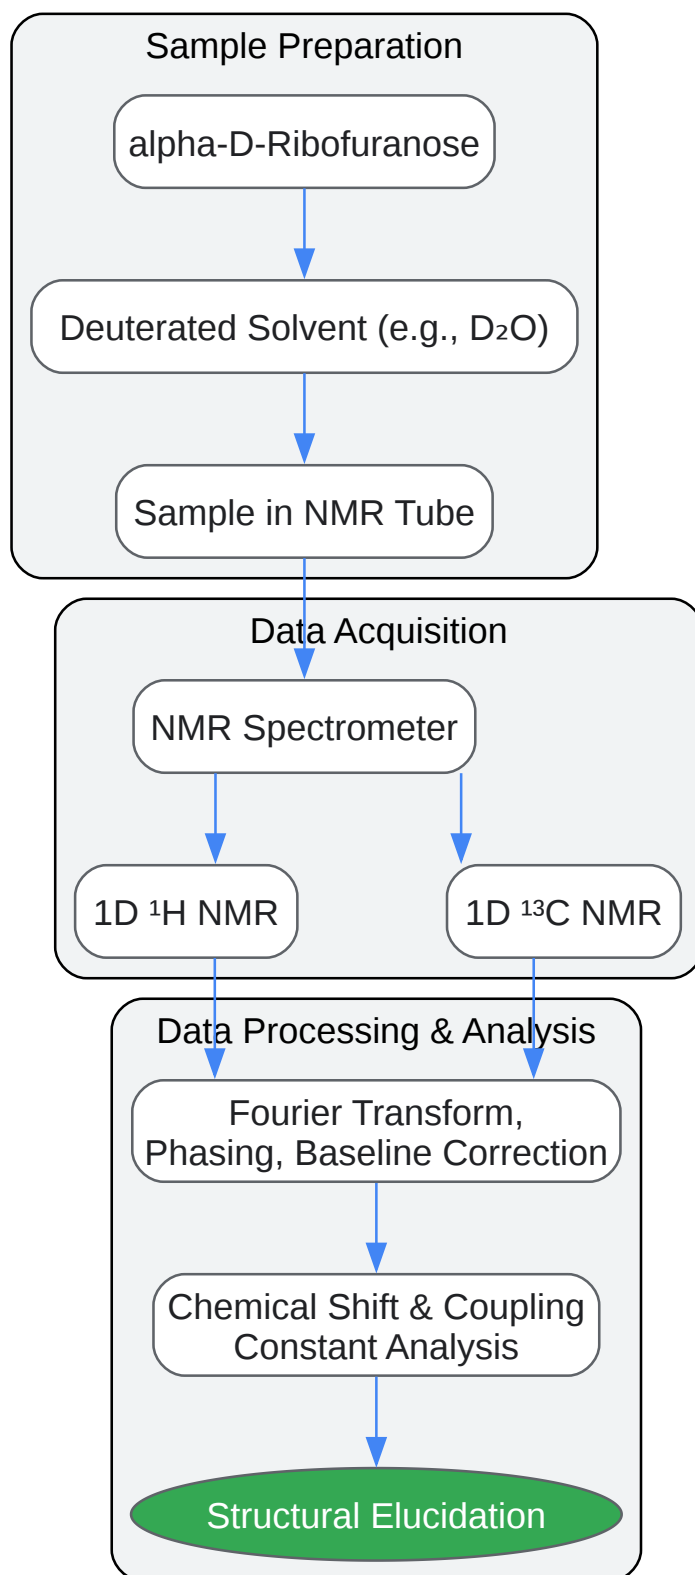 Sample Preparation
alpha-D-Ribofuranose
Deuterated Solvent (e.g., D₂O)
Sample in NMR Tube
Data Acquisition
NMR Spectrometer
1D ¹H NMR
1D ¹³C NMR
Data Processing & Analysis
Fourier Transform,
Phasing, Baseline Correction
Chemical Shift & Coupling
Constant Analysis
Structural Elucidation